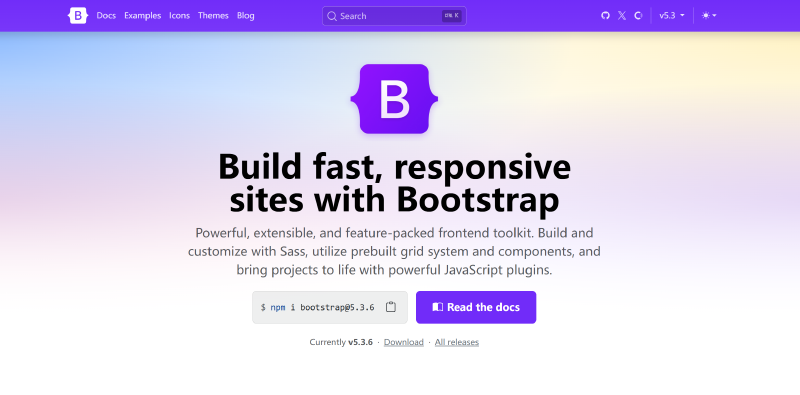 B Docs Examples Icons Themes Blog Search Ctrl K v5.3
B
Build fast, responsive
sites with Bootstrap
Powerful, extensible, and feature-packed frontend toolkit. Build and
customize with Sass, utilize prebuilt grid system and components, and
bring projects to life with powerful JavaScript plugins.
$ npm i bootstrap@5.3.6 Read the docs
Currently v5.3.6 · Download · All releases